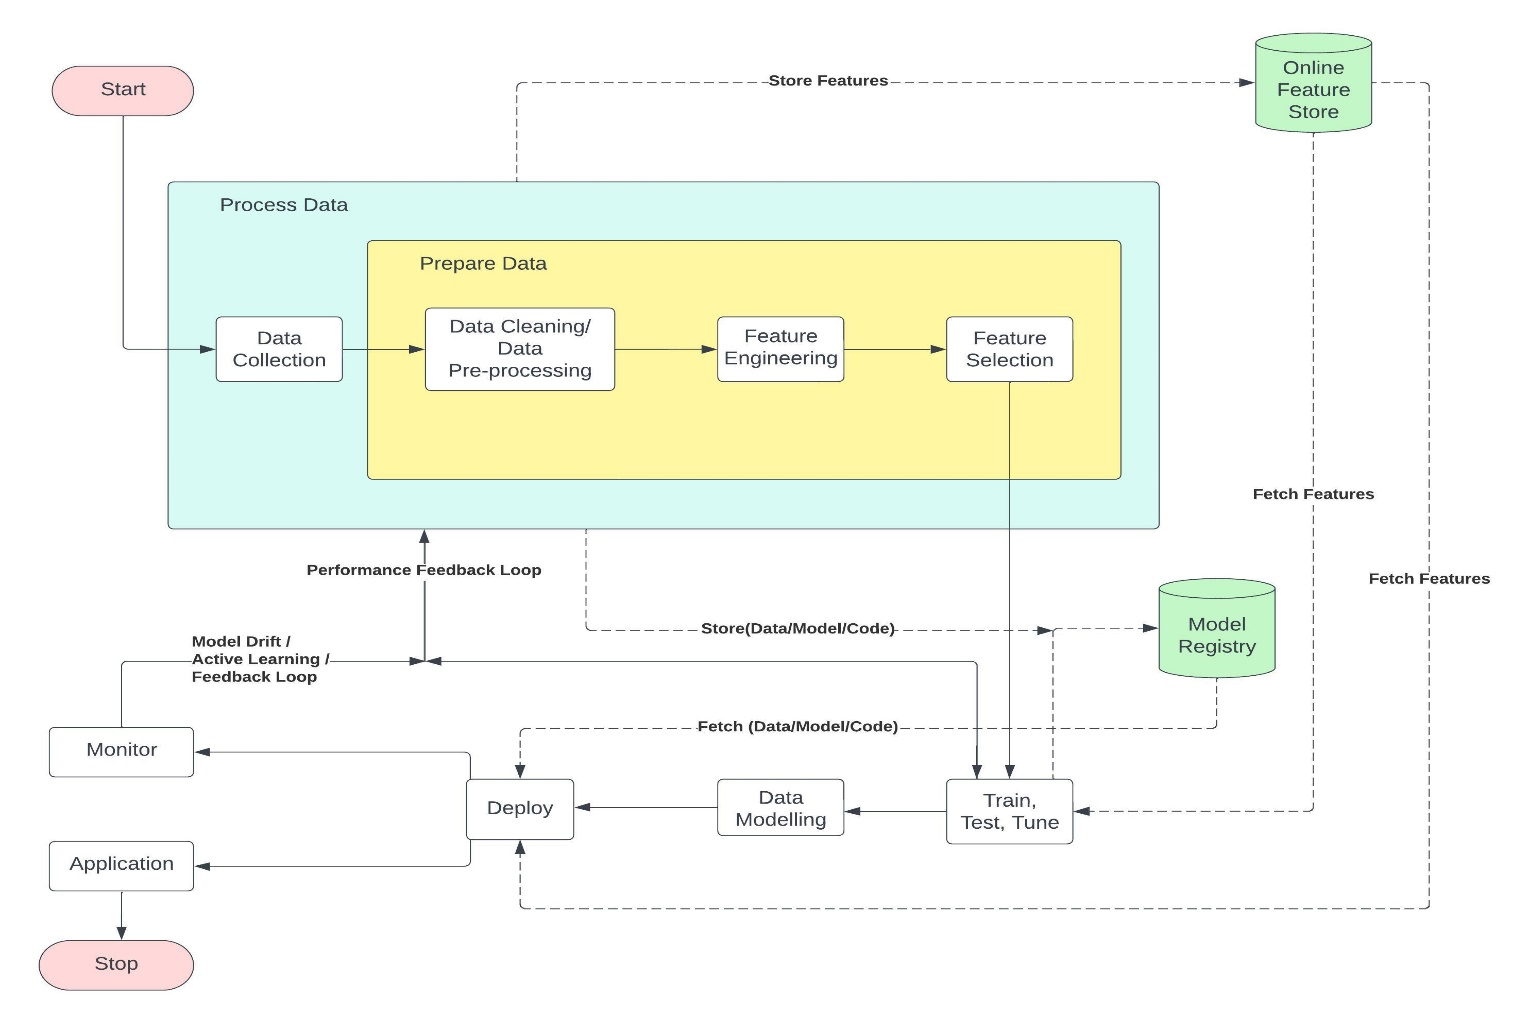 Start
Store Features
Online
Feature
Store
Process Data
Prepare Data
Data
Collection
Data Cleaning/
Data
Pre-processing
Feature
Engineering
Feature
Selection
Fetch Features
Fetch Features
Performance Feedback Loop
Store(Data/Model/Code)
Model
Registry
Model Drift /
Active Learning /
Feedback Loop
Fetch (Data/Model/Code)
Monitor
Deploy
Data
Modelling
Train,
Test, Tune
Application
Stop